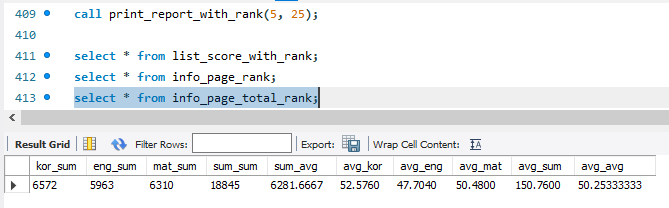 409 call print_report_with_rank(5, 25);
410
411 select * from list_score_with_rank;
412 select * from info_page_rank;
413 select * from info_page_total_rank;
Result Grid Filter Rows: Export: Wrap Cell Content: IA
kor_sum eng_sum mat_sum sum_sum sum_avg avg_kor avg_eng avg_mat avg_sum avg_avg
6572 5963 6310 18845 6281.6667 52.5760 47.7040 50.4800 150.7600 50.25333333